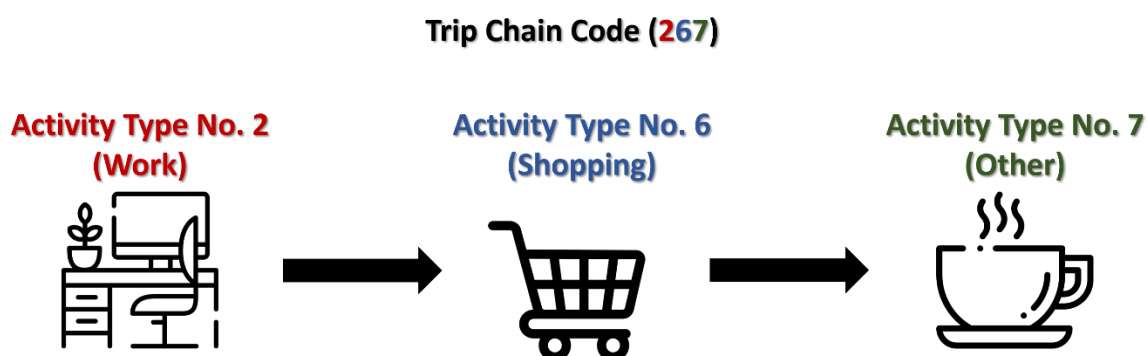 Trip Chain Code (267)
Activity Type No. 2
(Work)
Activity Type No. 6
(Shopping)
Activity Type No. 7
(Other)